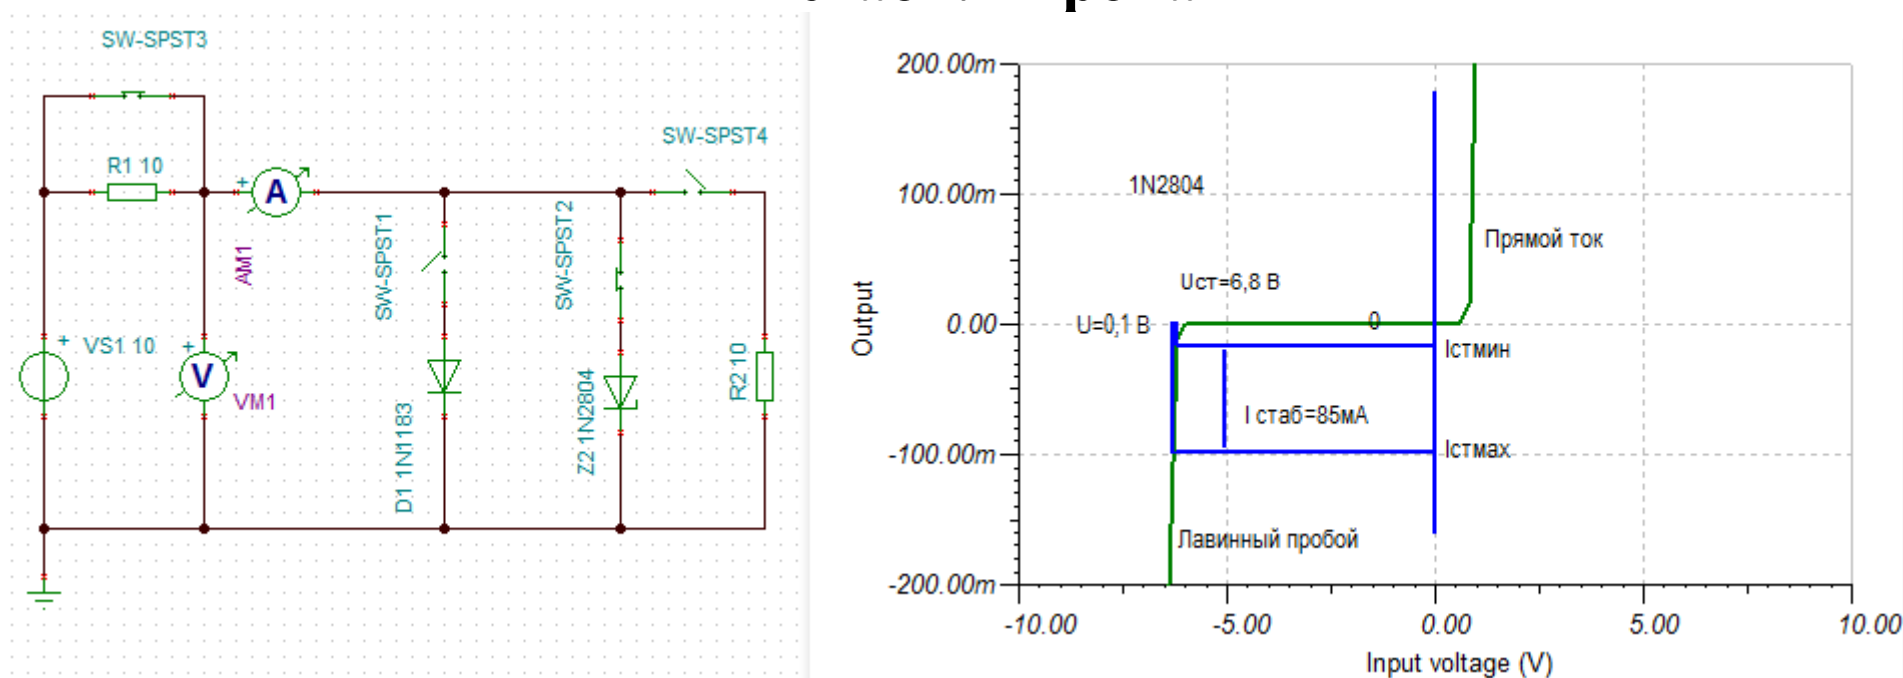 SW-SPST3
R1 10
+
A
AM1
SW-SPST4
SW-SPST1
SW-SPST2
+
VS1 10
+
V
VM1
D1 1N1183
Z2 1N2804
R2 10
200.00m
100.00m
0.00
-100.00m
-200.00m
Output
1N2804
Прямой ток
Uст=6,8 В
U=0,1 В
0
Iстмин
I стаб=85мА
Iстмах
Лавинный пробой
-10.00
-5.00
0.00
5.00
10.00
Input voltage (V)